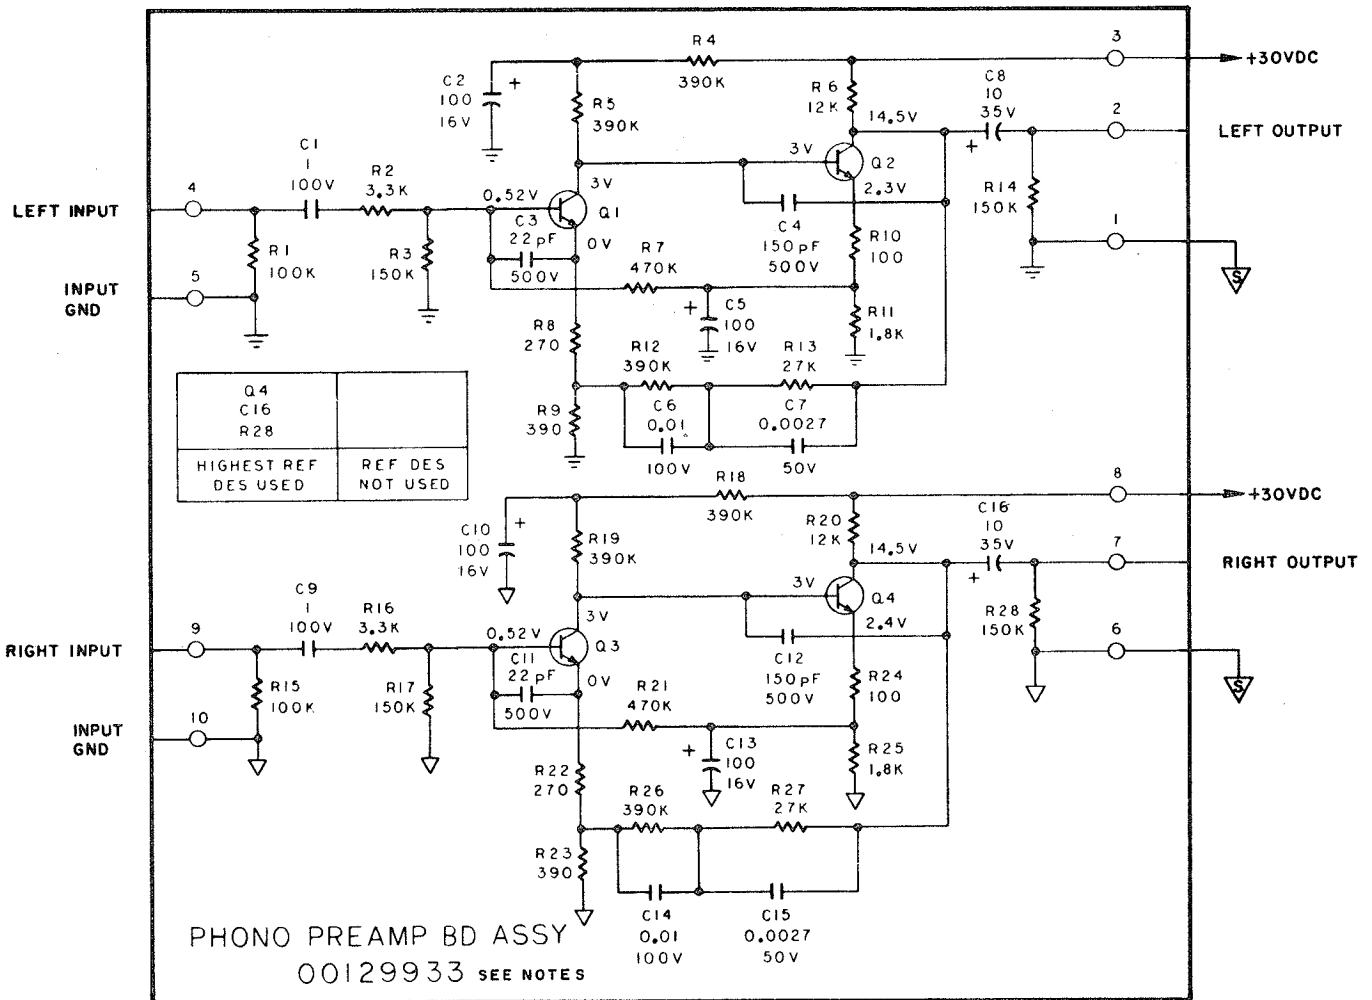 R4
390K
3
+30VDC
C2
100
16V
+
R5
390K
R6
12K
14.5V
C8
10
35V
+
2
LEFT OUTPUT
C1
1
100V
R2
3.3K
4
LEFT INPUT
0.52V
3V
Q1
3V
Q2
2.3V
R14
150K
C3
22pF
500V
0V
C4
150pF
500V
R10
100
1
S
R1
100K
R3
150K
5
INPUT
GND
R7
470K
+
C5
100
16V
R11
1.8K
R8
270
R12
390K
R13
27K
R9
390
C6
0.01
100V
C7
0.0027
50V
Q4
C16
R28
HIGHEST REF
DES USED
REF DES
NOT USED
R18
390K
8
+30VDC
C10
100
16V
+
R19
390K
R20
12K
14.5V
C16
10
35V
+
7
RIGHT OUTPUT
C9
1
100V
R16
3.3K
9
RIGHT INPUT
0.52V
3V
Q3
3V
Q4
2.4V
R28
150K
C11
22pF
500V
0V
C12
150pF
500V
R24
100
6
S
R15
100K
R17
150K
10
INPUT
GND
R21
470K
+
C13
100
16V
R25
1.8K
R22
270
R26
390K
R27
27K
R23
390
C14
0.01
100V
C15
0.0027
50V
PHONO PREAMP BD ASSY
00129933 SEE NOTES